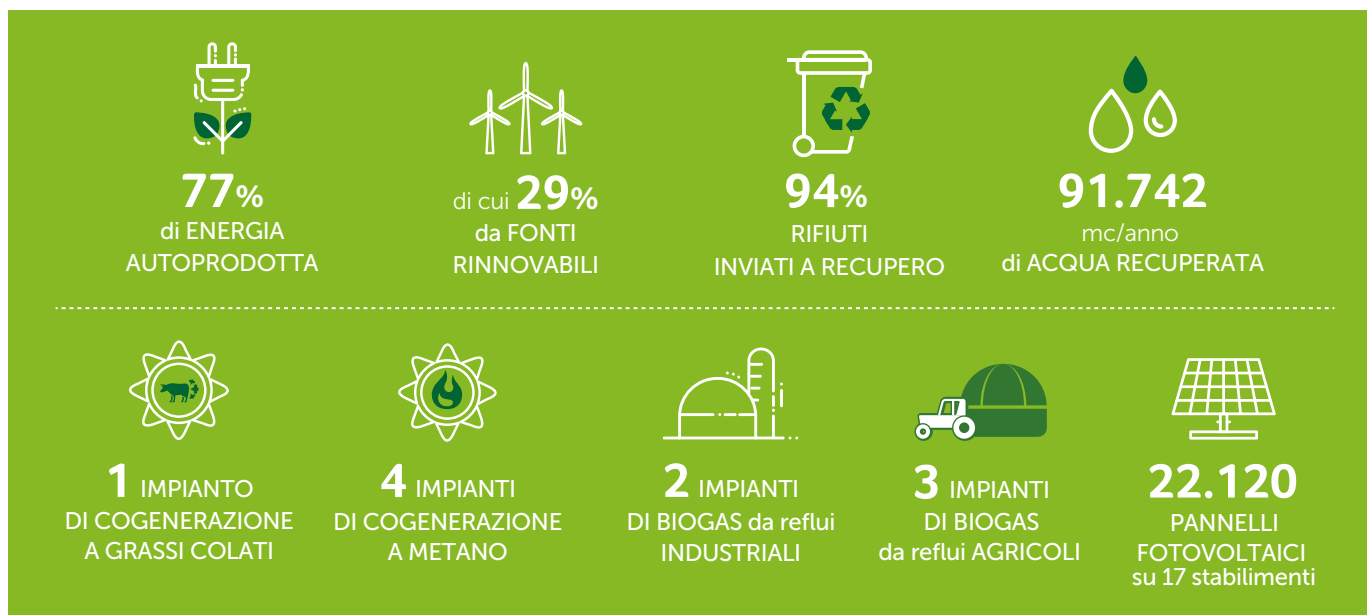 77%
di ENERGIA
AUTOPRODOTTA
di cui 29%
da FONTI
RINNOVABILI
94%
RIFIUTI
INVIATI A RECUPERO
91.742
mc/anno
di ACQUA RECUPERATA
1 IMPIANTO
DI COGENERAZIONE
A GRASSI COLATI
4 IMPIANTI
DI COGENERAZIONE
A METANO
2 IMPIANTI
DI BIOGAS da reflui
INDUSTRIALI
3 IMPIANTI
DI BIOGAS
da reflui AGRICOLI
22.120
PANNELLI
FOTOVOLTAICI
su 17 stabilimenti